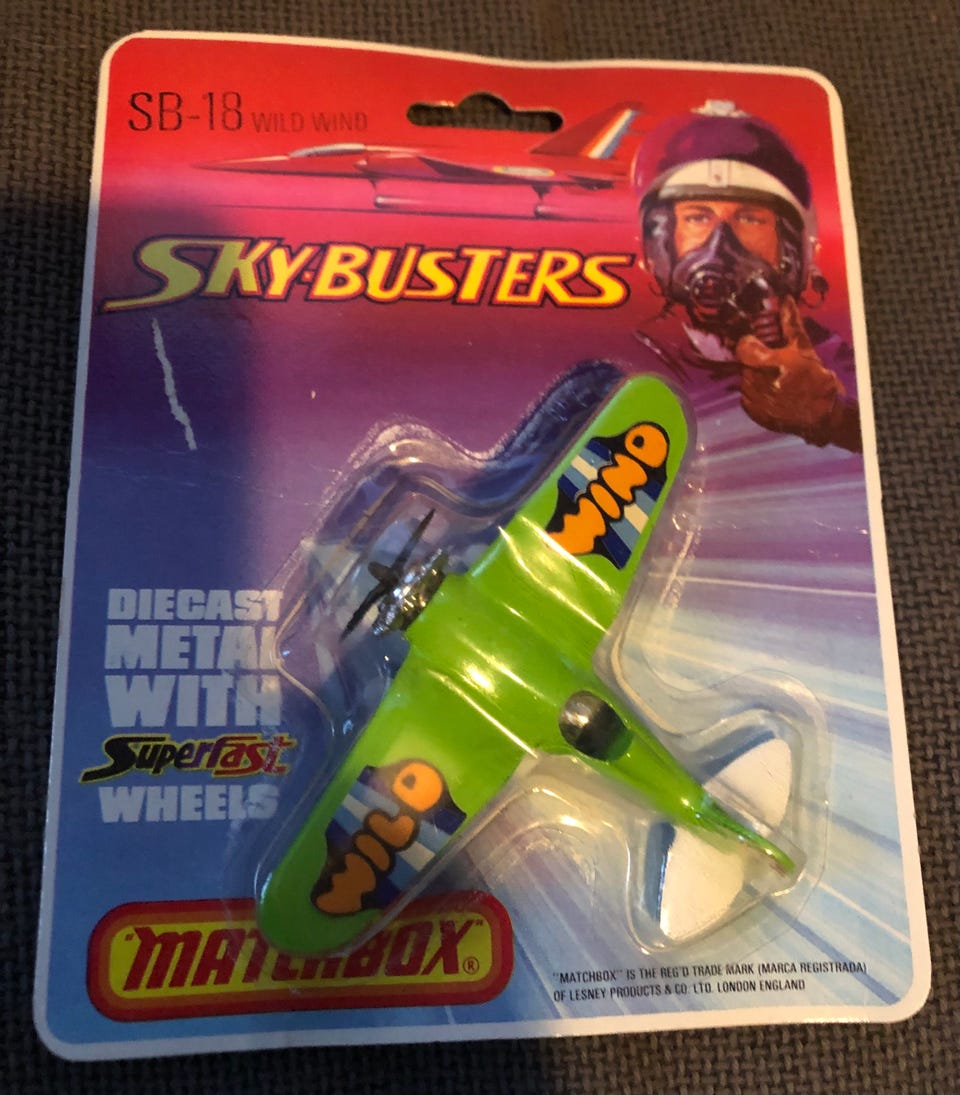 SB-18 WILD WIND
SKY-BUSTERS
WIND
WILD
DIECAST
METAL
WITH
SuperFast
WHEELS
"MATCHBOX"®
"MATCHBOX" IS THE REG'D TRADE MARK (MARCA REGISTRADA)
OF LESNEY PRODUCTS & CO. LTD. LONDON ENGLAND